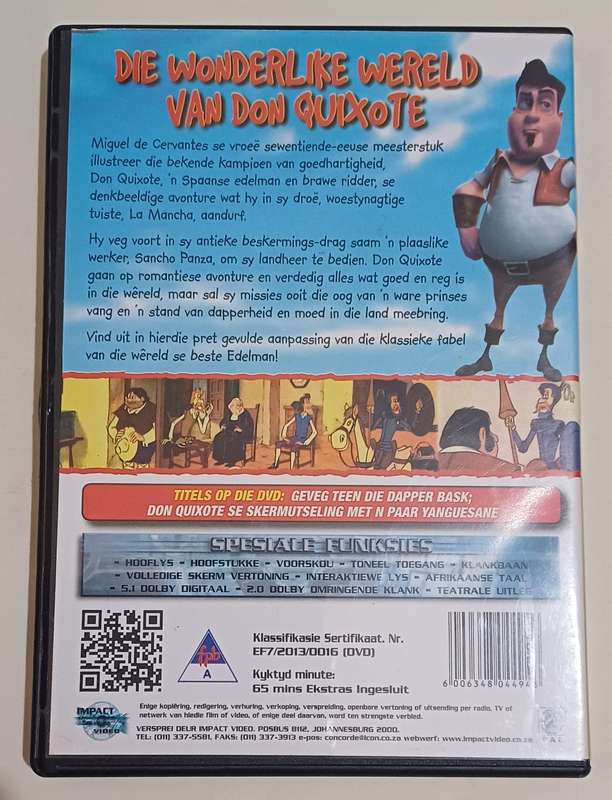 DIE WONDERLIKE WERELD
VAN DON QUIXOTE
Miguel de Cervantes se vroeë sewentiende-eeuse meesterstuk
illustreer die bekende kampioen van goedhartigheid,
Don Quixote, 'n Spaanse edelman en brawe ridder, se
denkbeeldige avonture wat hy in sy droë, woestynagtige
tuiste, La Mancha, aandurf.
Hy veg voort in sy antieke beskermings-drag saam 'n plaaslike
werker, Sancho Panza, om sy landheer te bedien. Don Quixote
gaan op romantiese avonture en verdedig alles wat goed en reg is
in die wêreld, maar sal sy missies ooit die oog van 'n ware prinses
vang en 'n stand van dapperheid en moed in die land meebring.
Vind uit in hierdie pret gevulde aanpassing van die klassieke fabel
van die wêreld se beste Edelman!
TITELS OP DIE DVD: GEVEG TEEN DIE DAPPER BASK;
DON QUIXOTE SE SKERMUTSELING MET N PAAR YANGUESANE
SPESIALE FUNKSIES
- HOOFLYS - HOOFSTUKKE - VOORSKOU - TONEEL TOEGANG - KLANKBAAN
- VOLLEDIGE SKERM VERTONING - INTERAKTIEWE LYS - AFRIKAANSE TAAL
- 5.1 DOLBY DIGITAAL - 2.0 DOLBY OMRINGENDE KLANK - TEATRALE UITLEG
fpb
A
Klassifikasie Sertifikaat. Nr.
EF7/2013/0016 (DVD)
Kyktyd minute:
65 mins Ekstras Ingesluit
6 006348 044943
IMPACT
VIDEO
Enige kopiëring, redigering, verhuring, verkoping, verspreiding, openbare vertoning of uitsending per radio, TV of
netwerk van hiedie film of video, of enige deel daarvan, word ten strengste verbied.
VERSPREI DEUR IMPACT VIDEO. POSBUS 8112, JOHANNESBURG 2000.
TEL: (011) 337-5581, FAKS: (011) 337-3913 e-pos: concorde@icon.co.za webwerf: www.impactvideo.co.za